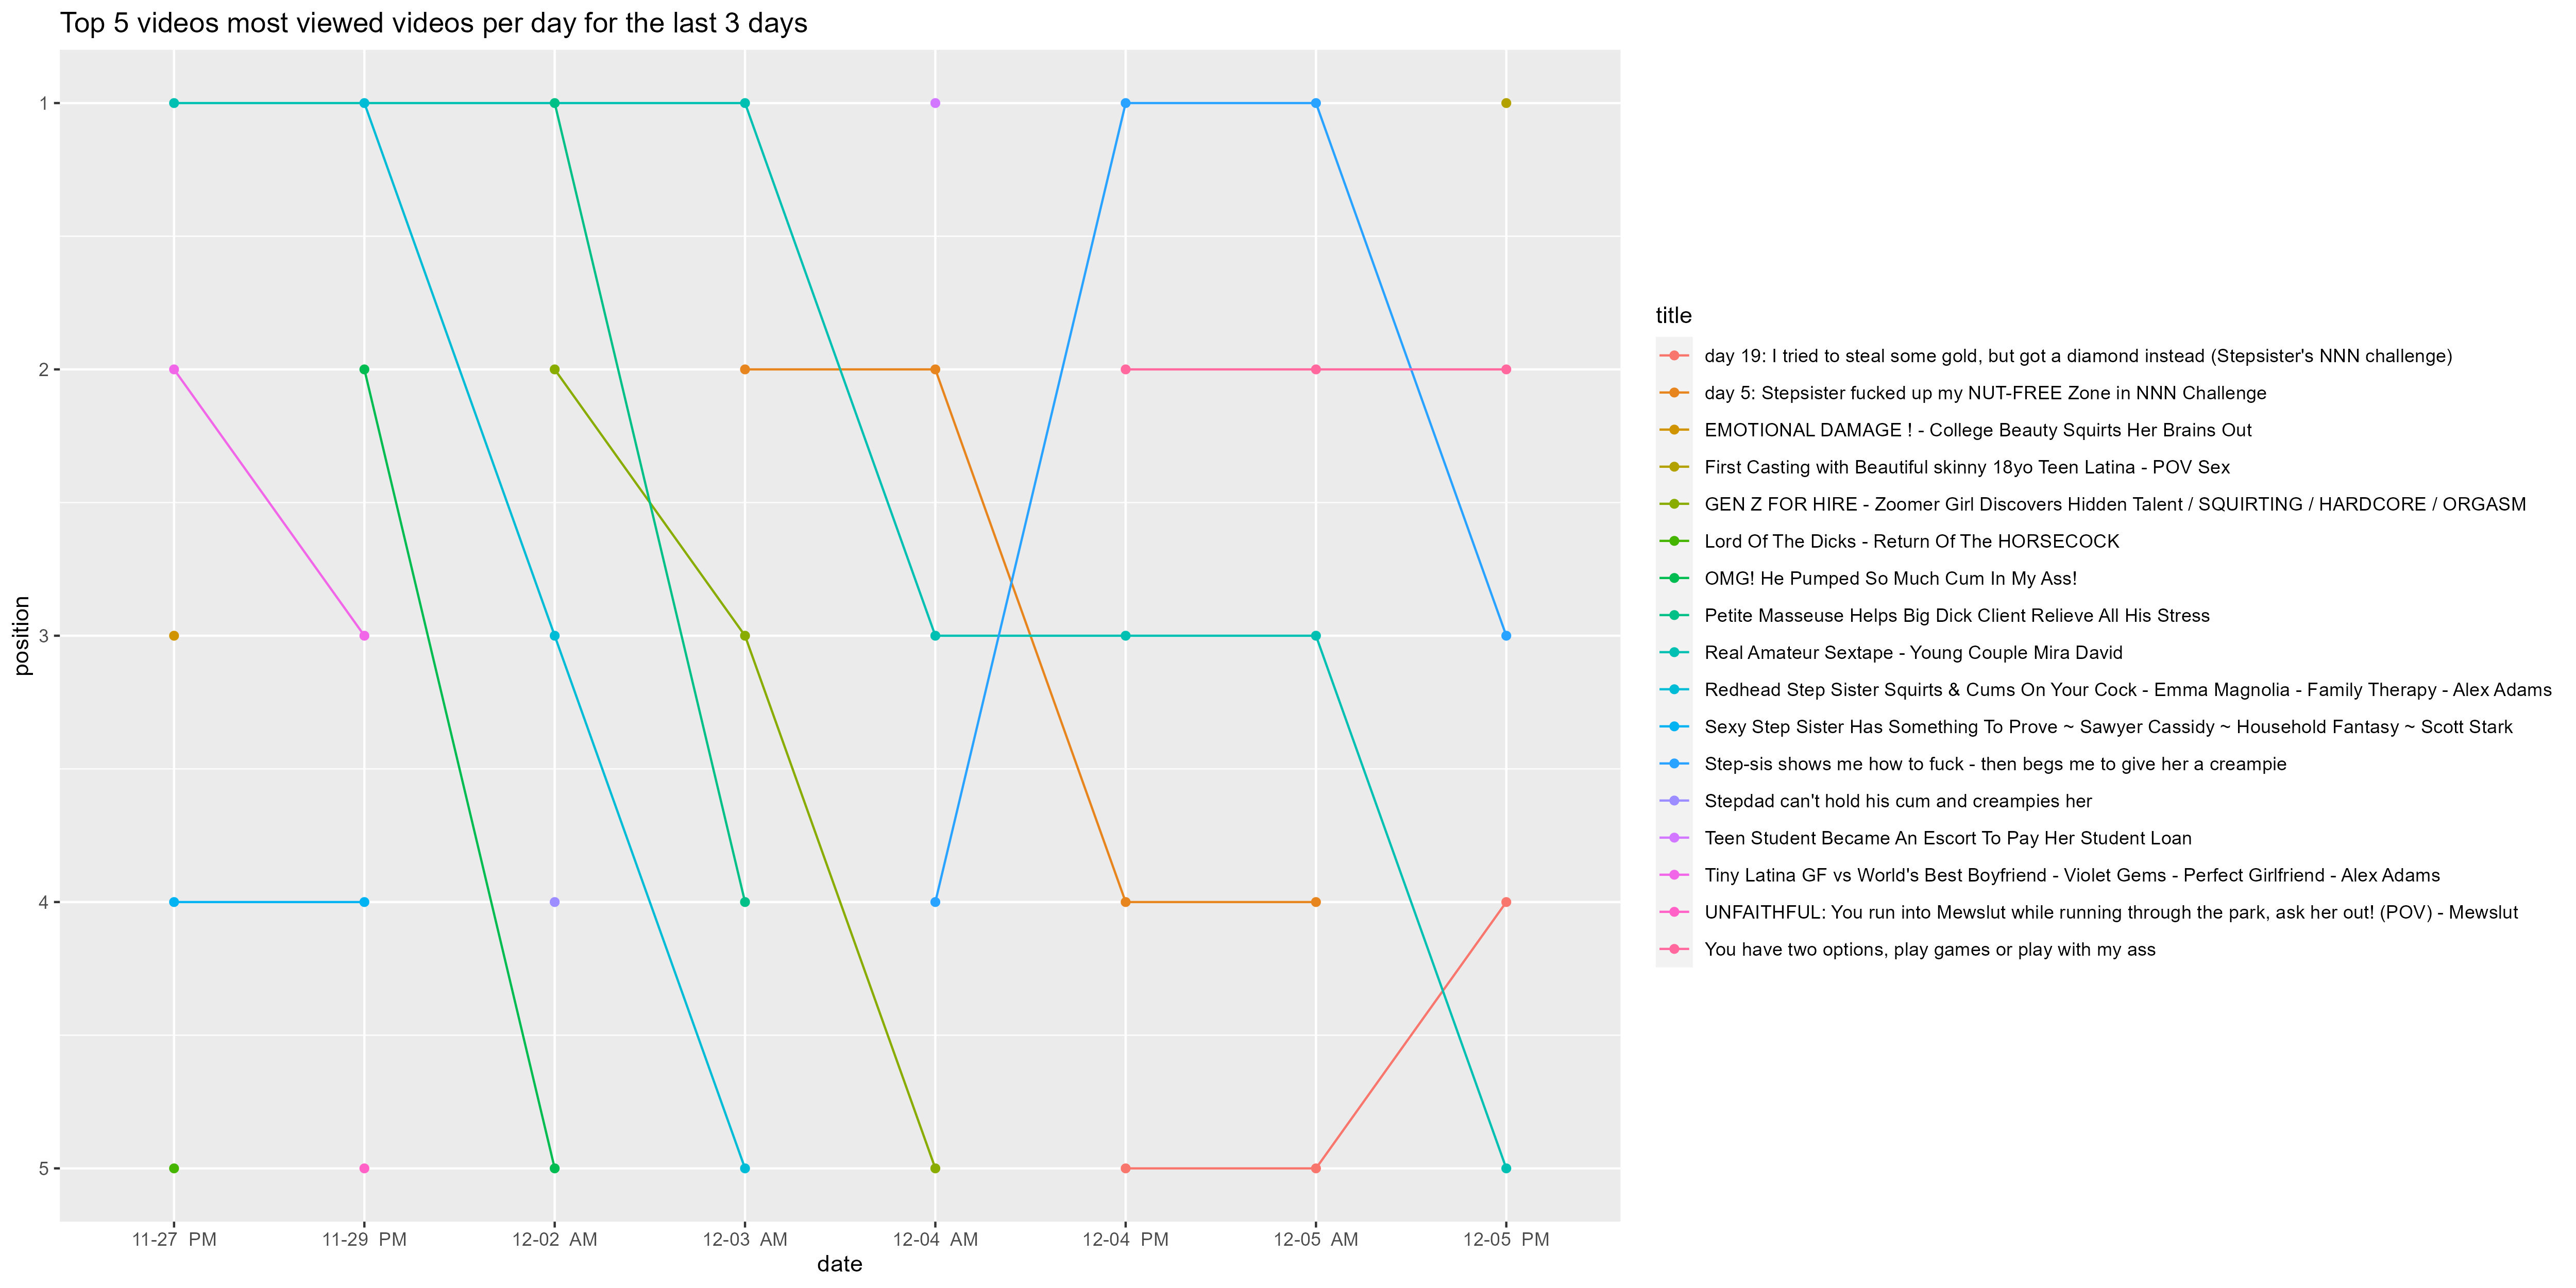 Top 5 videos most viewed videos per day for the last 3 days
position
1
2
3
4
5
11-27 PM
11-29 PM
12-02 AM
12-03 AM
12-04 AM
12-04 PM
12-05 AM
12-05 PM
date
title
day 19: I tried to steal some gold, but got a diamond instead (Stepsister's NNN challenge)
day 5: Stepsister fucked up my NUT-FREE Zone in NNN Challenge
EMOTIONAL DAMAGE ! - College Beauty Squirts Her Brains Out
First Casting with Beautiful skinny 18yo Teen Latina - POV Sex
GEN Z FOR HIRE - Zoomer Girl Discovers Hidden Talent / SQUIRTING / HARDCORE / ORGASM
Lord Of The Dicks - Return Of The HORSECOCK
OMG! He Pumped So Much Cum In My Ass!
Petite Masseuse Helps Big Dick Client Relieve All His Stress
Real Amateur Sextape - Young Couple Mira David
Redhead Step Sister Squirts & Cums On Your Cock - Emma Magnolia - Family Therapy - Alex Adams
Sexy Step Sister Has Something To Prove ~ Sawyer Cassidy ~ Household Fantasy ~ Scott Stark
Step-sis shows me how to fuck - then begs me to give her a creampie
Stepdad can't hold his cum and creampies her
Teen Student Became An Escort To Pay Her Student Loan
Tiny Latina GF vs World's Best Boyfriend - Violet Gems - Perfect Girlfriend - Alex Adams
UNFAITHFUL: You run into Mewslut while running through the park, ask her out! (POV) - Mewslut
You have two options, play games or play with my ass